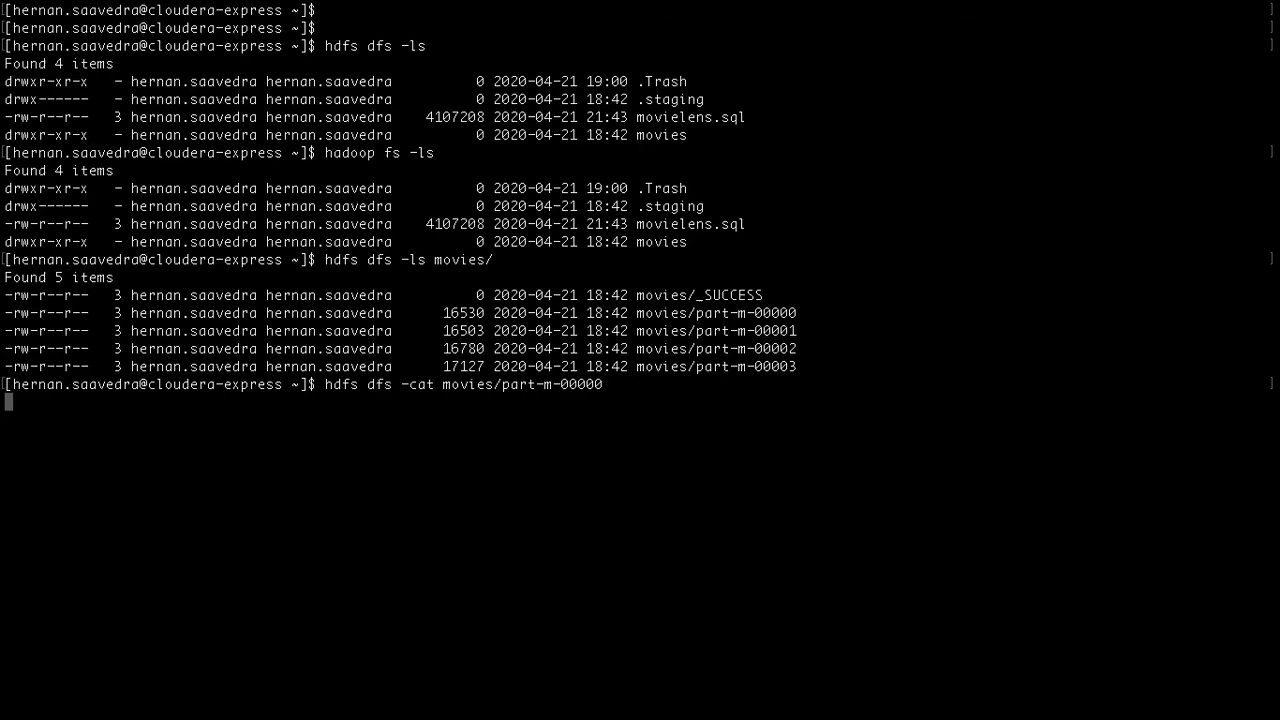 [hernan.saavedra@cloudera-express ~]$
[hernan.saavedra@cloudera-express ~]$
[hernan.saavedra@cloudera-express ~]$ hdfs dfs -ls
Found 4 items
drwxr-xr-x   - hernan.saavedra hernan.saavedra          0 2020-04-21 19:00 .Trash
drwx------   - hernan.saavedra hernan.saavedra          0 2020-04-21 18:42 .staging
-rw-r--r--   3 hernan.saavedra hernan.saavedra    4107208 2020-04-21 21:43 movielens.sql
drwxr-xr-x   - hernan.saavedra hernan.saavedra          0 2020-04-21 18:42 movies
[hernan.saavedra@cloudera-express ~]$ hadoop fs -ls
Found 4 items
drwxr-xr-x   - hernan.saavedra hernan.saavedra          0 2020-04-21 19:00 .Trash
drwx------   - hernan.saavedra hernan.saavedra          0 2020-04-21 18:42 .staging
-rw-r--r--   3 hernan.saavedra hernan.saavedra    4107208 2020-04-21 21:43 movielens.sql
drwxr-xr-x   - hernan.saavedra hernan.saavedra          0 2020-04-21 18:42 movies
[hernan.saavedra@cloudera-express ~]$ hdfs dfs -ls movies/
Found 5 items
-rw-r--r--   3 hernan.saavedra hernan.saavedra          0 2020-04-21 18:42 movies/_SUCCESS
-rw-r--r--   3 hernan.saavedra hernan.saavedra      16530 2020-04-21 18:42 movies/part-m-00000
-rw-r--r--   3 hernan.saavedra hernan.saavedra      16503 2020-04-21 18:42 movies/part-m-00001
-rw-r--r--   3 hernan.saavedra hernan.saavedra      16780 2020-04-21 18:42 movies/part-m-00002
-rw-r--r--   3 hernan.saavedra hernan.saavedra      17127 2020-04-21 18:42 movies/part-m-00003
[hernan.saavedra@cloudera-express ~]$ hdfs dfs -cat movies/part-m-00000